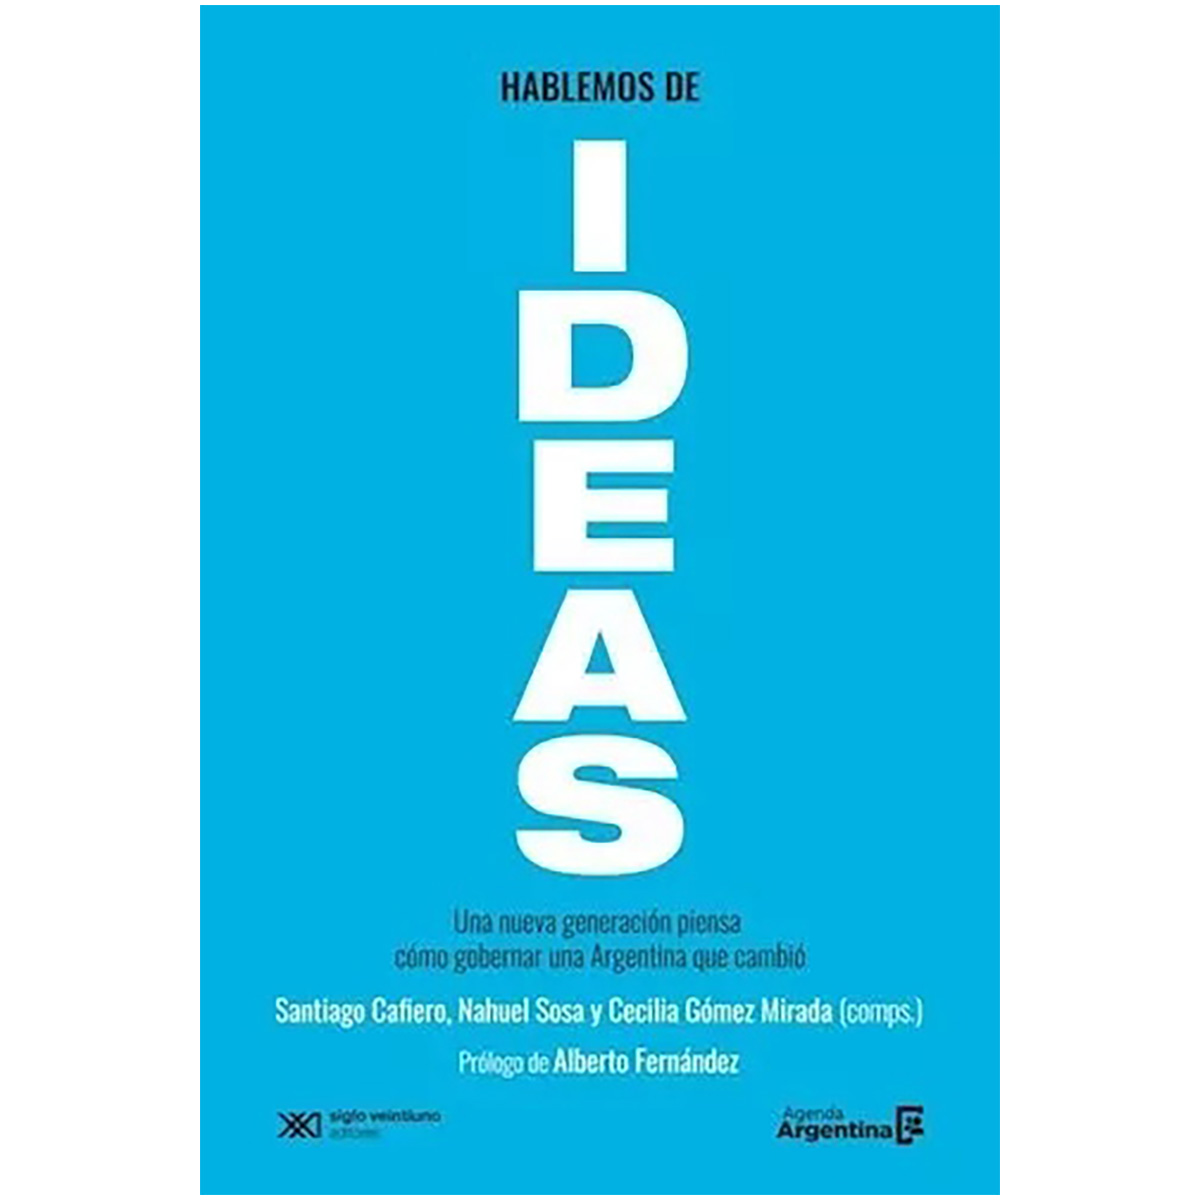 HABLEMOS DE
IDEAS
Una nueva generación piensa
cómo gobernar una Argentina que cambió
Santiago Cafiero, Nahuel Sosa y Cecilia Gómez Mirada (comps.)
Prólogo de Alberto Fernández
siglo veintiuno
editores
Agenda
Argentina